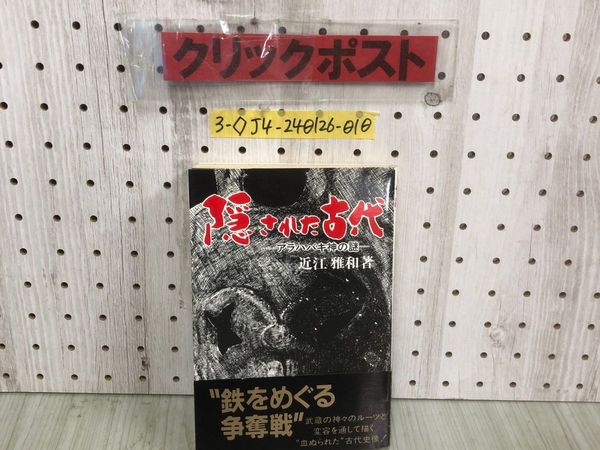 クリックポスト
3-◇J4-240126-010
隠された古代
―アラハバキ神の謎―
近江雅和著
"鉄をめぐる
争奪戦"
武蔵の神々のルーツと
変容を通して描く
"血ぬられた"古代史像!